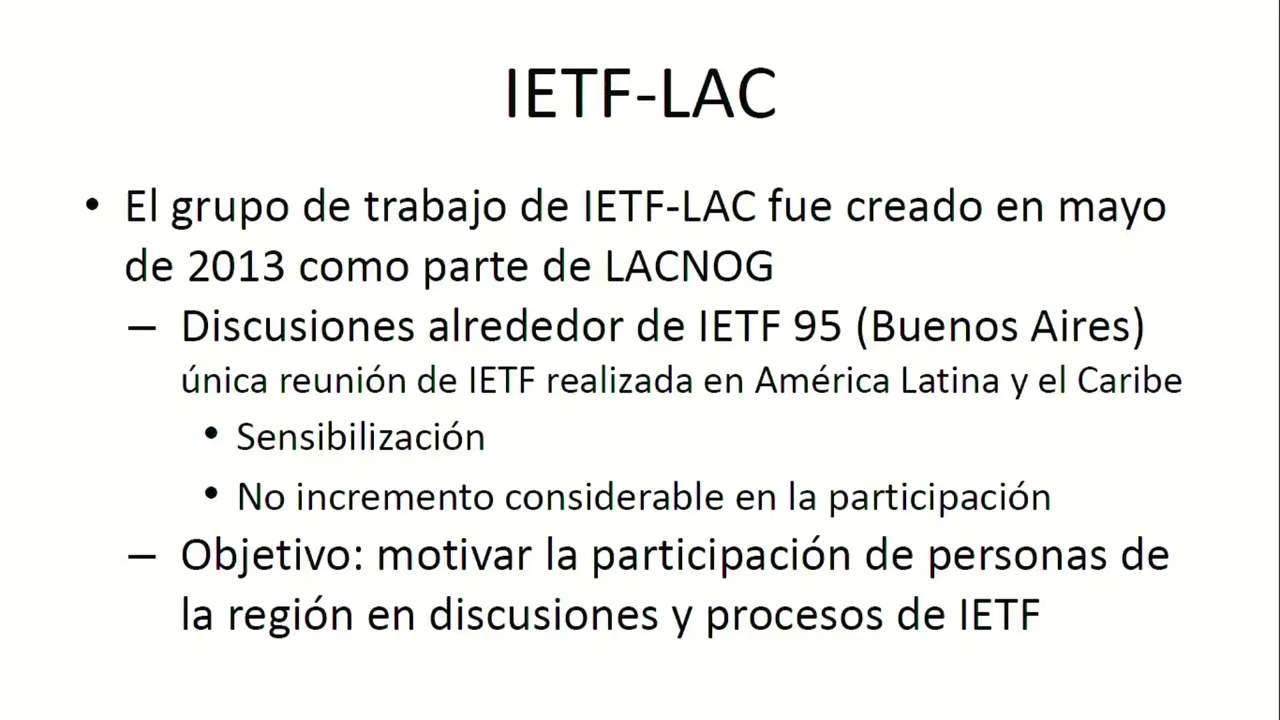 IETF-LAC
• El grupo de trabajo de IETF-LAC fue creado en mayo
de 2013 como parte de LACNOG
– Discusiones alrededor de IETF 95 (Buenos Aires)
única reunión de IETF realizada en América Latina y el Caribe
• Sensibilización
• No incremento considerable en la participación
– Objetivo: motivar la participación de personas de
la región en discusiones y procesos de IETF